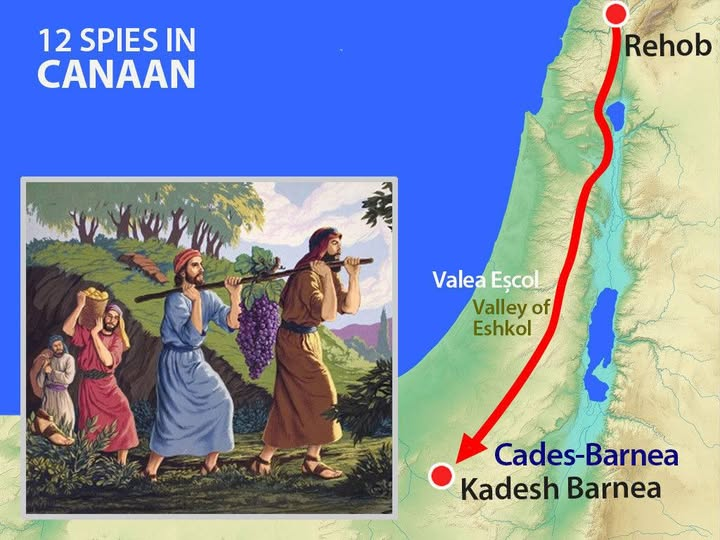 12 SPIES IN
CANAAN
Rehob
Valea Eșcol
Valley of
Eshkol
Cades-Barnea
Kadesh Barnea